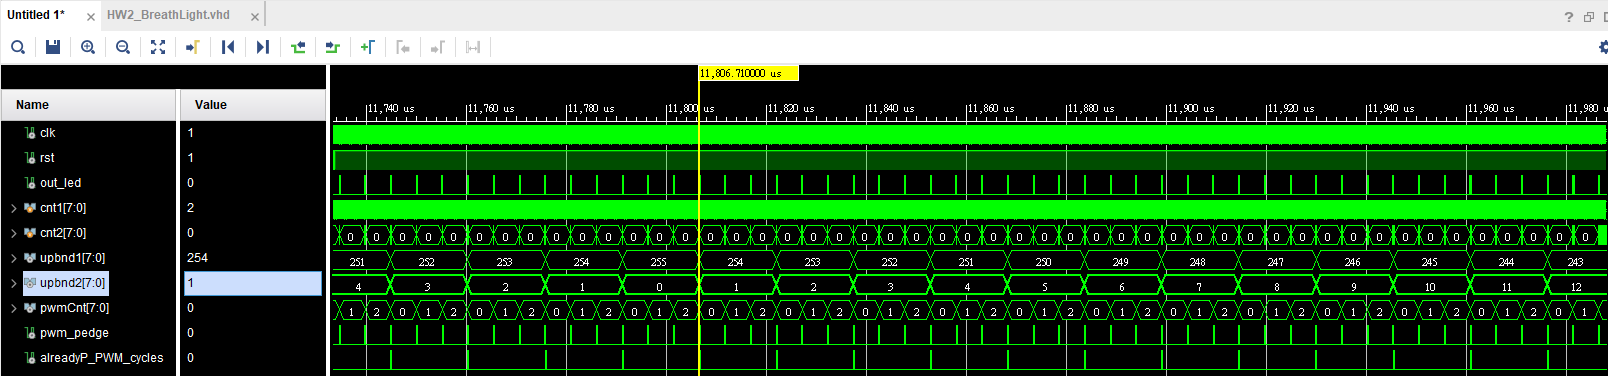 Untitled 1* × HW2_BreathLight.vhd ×
?
11,806.710000 us
Name Value
11,740 us 11,760 us 11,780 us 11,800 us 11,820 us 11,840 us 11,860 us 11,880 us 11,900 us 11,920 us 11,940 us 11,960 us 11,980 us
clk 1
rst 1
out_led 0
cnt1[7:0] 2
cnt2[7:0] 0 0 0 0 0 0 0 0 0 0 0 0 0 0 0 0 0 0 0 0 0 0 0 0 0 0 0 0 0 0 0 0 0 0 0 0 0 0 0 0 0 0 0 0 0 0 0 0 0 0
upbnd1[7:0] 254 251 252 253 254 255 254 253 252 251 250 249 248 247 246 245 244 243
upbnd2[7:0] 1 4 3 2 1 0 1 2 3 4 5 6 7 8 9 10 11 12
pwmCnt[7:0] 0 1 2 0 1 2 0 1 2 0 1 2 0 1 2 0 1 2 0 1 2 0 1 2 0 1 2 0 1 2 0 1 2 0 1 2 0 1 2 0 1 2 0 1 2 0 1 2 0 1
pwm_pedge 0
alreadyP_PWM_cycles 0